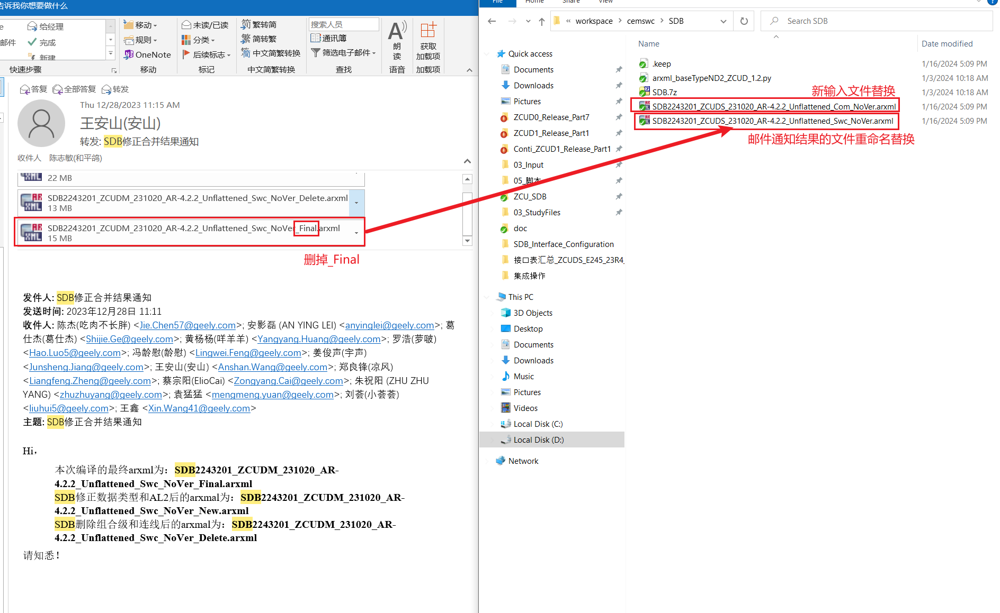 告诉我你想要做什么
给经理
邮件
完成
新建
快速步骤
移动
规则
OneNote
移动
未读/已读
分类
后续标志
标记
繁转简
简转繁
中文简繁转换
中文简繁转换
搜索人员
通讯簿
筛选电子邮件
查找
朗读
语音
获取加载项
加载项
答复 全部答复 转发
Thu 12/28/2023 11:15 AM
王安山(安山)
转发: SDB修正合并结果通知
收件人 陈志敏(和平鸽)
22 MB
SDB2243201_ZCUDM_231020_AR-4.2.2_Unflattened_Swc_NoVer_Delete.arxml
13 MB
SDB2243201_ZCUDM_231020_AR-4.2.2_Unflattened_Swc_NoVer_Final.arxml
15 MB
删掉_Final
发件人: SDB修正合并结果通知
发送时间: 2023年12月28日 11:11
收件人: 陈杰(吃肉不长胖) <Jie.Chen57@geely.com>; 安影磊 (AN YING LEI) <anyinglei@geely.com>; 葛
仕杰(葛仕杰) <Shijie.Ge@geely.com>; 黄杨杨(咩羊羊) <Yangyang.Huang@geely.com>; 罗浩(萝啵)
<Hao.Luo5@geely.com>; 冯龄慰(龄慰) <Lingwei.Feng@geely.com>; 姜俊声(宇声)
<Junsheng.Jiang@geely.com>; 王安山(安山) <Anshan.Wang@geely.com>; 郑良锋(凉风)
<Liangfeng.Zheng@geely.com>; 蔡宗阳(ElioCai) <Zongyang.Cai@geely.com>; 朱祝阳 (ZHU ZHU
YANG) <zhuzhuyang@geely.com>; 袁猛猛 <mengmeng.yuan@geely.com>; 刘荟(小荟荟)
<liuhui5@geely.com>; 王鑫 <Xin.Wang41@geely.com>
主题: SDB修正合并结果通知
Hi，
本次编译的最终arxml为：SDB2243201_ZCUDM_231020_AR-
4.2.2_Unflattened_Swc_NoVer_Final.arxml
SDB修正数据类型和AL2后的arxmal为：SDB2243201_ZCUDM_231020_AR-
4.2.2_Unflattened_Swc_NoVer_New.arxml
SDB删除组合级和连线后的arxmal为：SDB2243201_ZCUDM_231020_AR-
4.2.2_Unflattened_Swc_NoVer_Delete.arxml
请知悉！
File Home Share View
« workspace > cemswc > SDB
Search SDB
Quick access
Documents
Downloads
Pictures
ZCUD0_Release_Part7
ZCUD1_Release_Part1
Conti_ZCUD1_Release_Part1
03_Input
05_脚本
ZCU_SDB
03_StudyFiles
doc
SDB_Interface_Configuration
接口表汇总_ZCUDS_E245_23R4_
集成操作
This PC
3D Objects
Desktop
Documents
Downloads
Music
Pictures
Videos
Local Disk (C:)
Local Disk (D:)
Network
Name Date modified
.keep 1/16/2024 5:09 PM
arxml_baseTypeND2_ZCUD_1.2.py 1/3/2024 10:18 AM
SDB.7z 1/3/2024 10:18 AM
新输入文件替换
SDB2243201_ZCUDS_231020_AR-4.2.2_Unflattened_Com_NoVer.arxml 1/16/2024 5:09 PM
SDB2243201_ZCUDS_231020_AR-4.2.2_Unflattened_Swc_NoVer.arxml 1/16/2024 5:09 PM
邮件通知结果的文件重命名替换